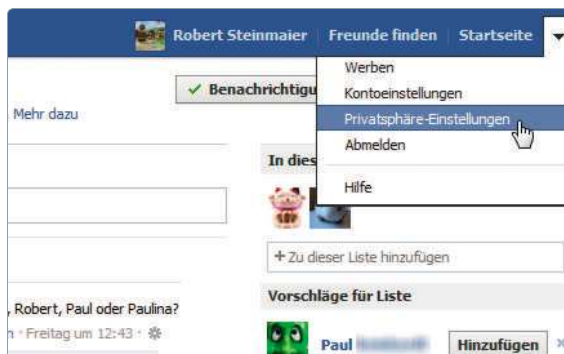 Robert Steinmaier Freunde finden Startseite
Werben
✓ Benachrichtigu
Kontoeinstellungen
Mehr dazu
Privatsphäre-Einstellungen
Abmelden
In dies
Hilfe
+ Zu dieser Liste hinzufügen
Vorschläge für Liste
, Robert, Paul oder Paulina?
n · Freitag um 12:43 ·
Paul Hinzufügen ×